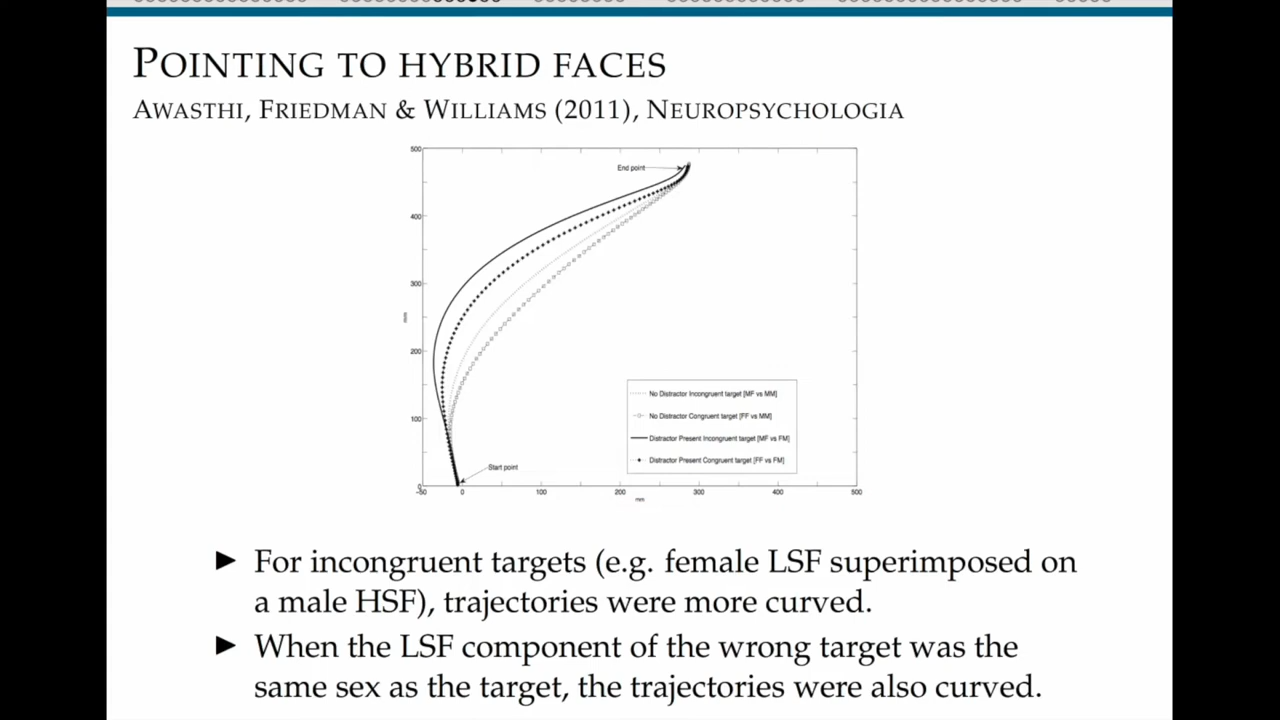 POINTING TO HYBRID FACES
AWASTHI, FRIEDMAN & WILLIAMS (2011), NEUROPSYCHOLOGIA
500
End point
400
300
mm
200
No Distractor Incongruent target [MF vs MM]
No Distractor Congruent target [FF vs MM]
100
Distractor Present Incongruent target [MF vs FM]
Distractor Present Congruent target [FF vs FM]
Start point
0
-50 0 100 200 300 400 500
mm
► For incongruent targets (e.g. female LSF superimposed on
a male HSF), trajectories were more curved.
► When the LSF component of the wrong target was the
same sex as the target, the trajectories were also curved.